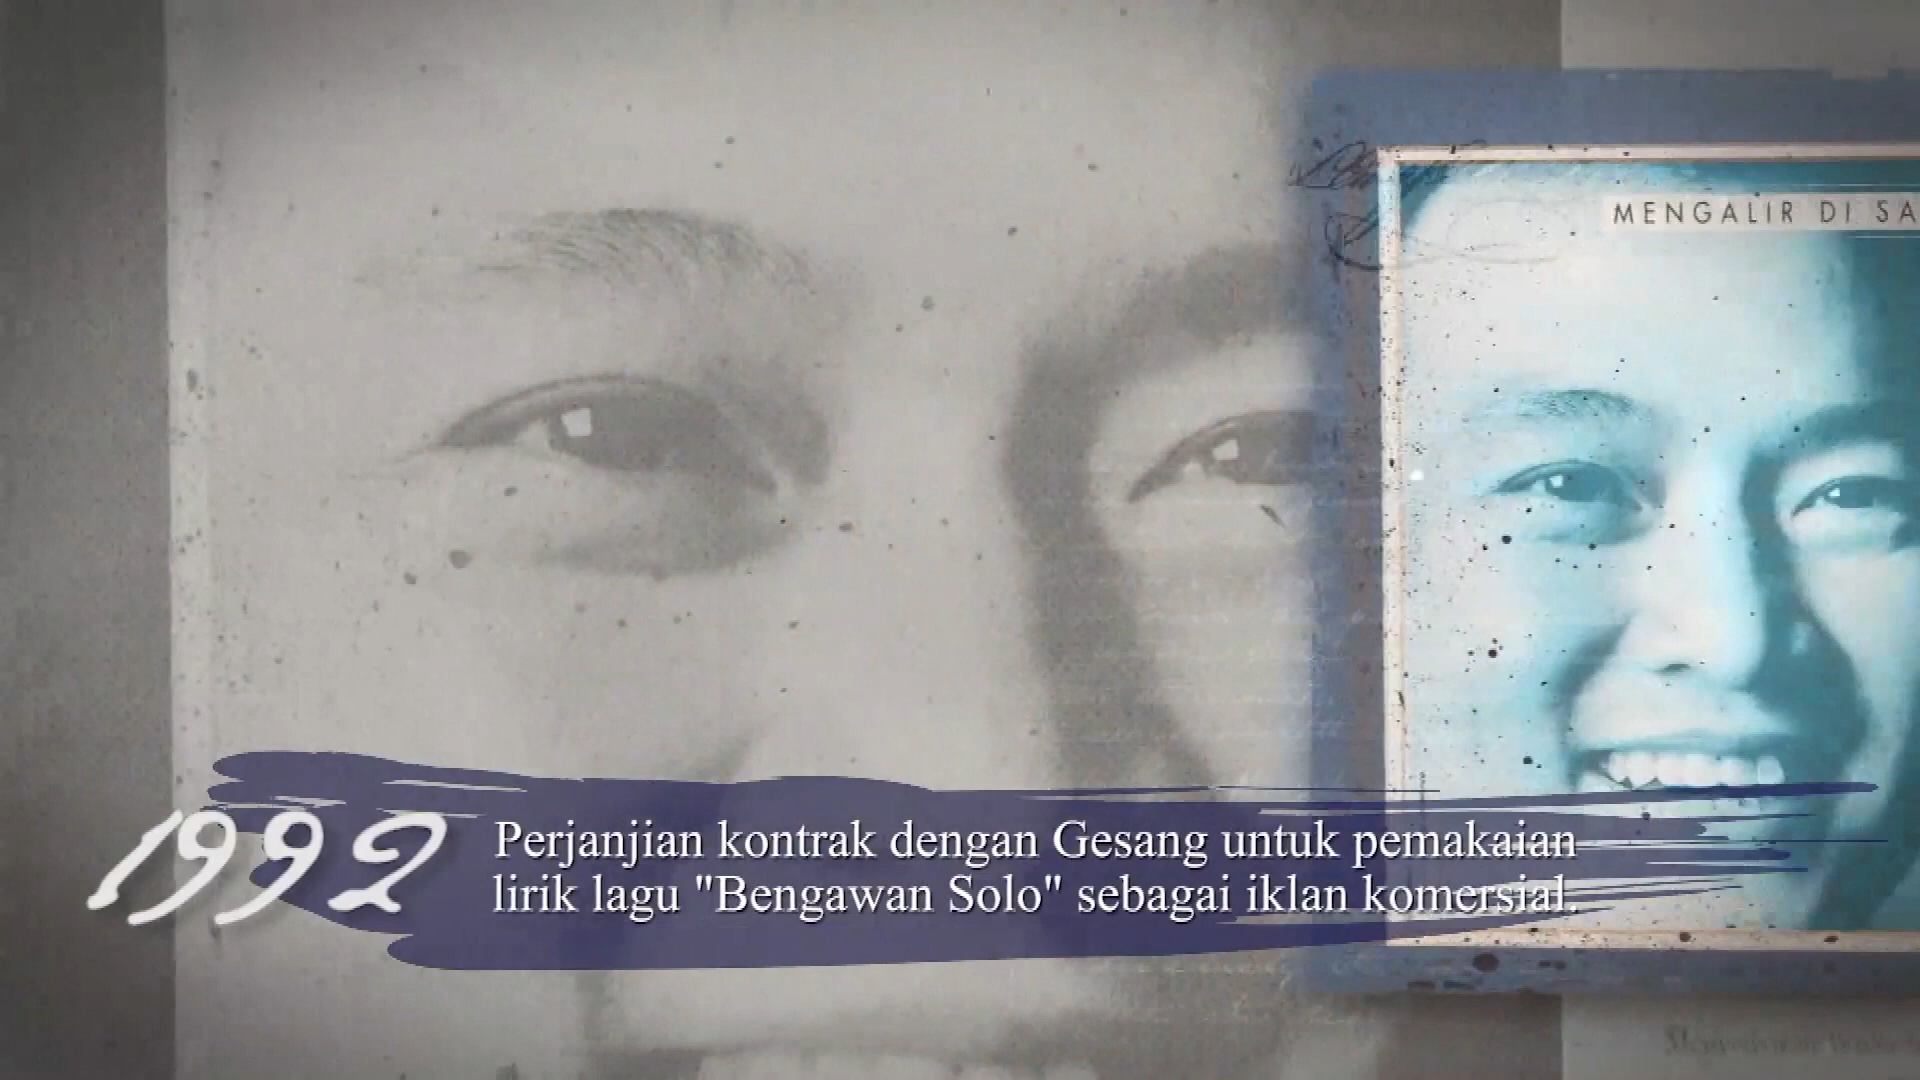 MENGALIR DI SA
1992
Perjanjian kontrak dengan Gesang untuk pemakaian
lirik lagu "Bengawan Solo" sebagai iklan komersial.